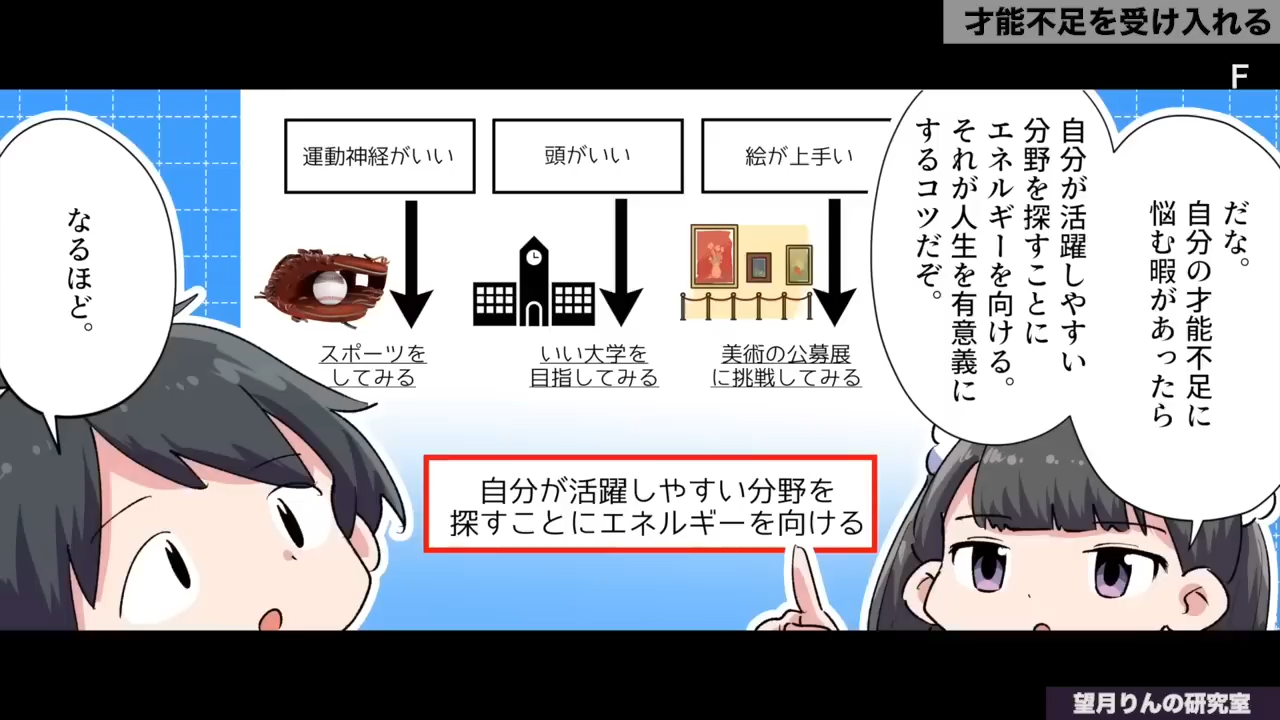 才能不足を受け入れる
F
だな。
自分の才能不足に
悩む暇があったら
自分が活躍しやすい
分野を探すことに
エネルギーを向ける。
それが人生を有意義に
するコツだぞ。
運動神経がいい
頭がいい
絵が上手い
スポーツを
してみる
いい大学を
目指してみる
美術の公募展
に挑戦してみる
自分が活躍しやすい分野を
探すことにエネルギーを向ける
なるほど。
望月りんの研究室